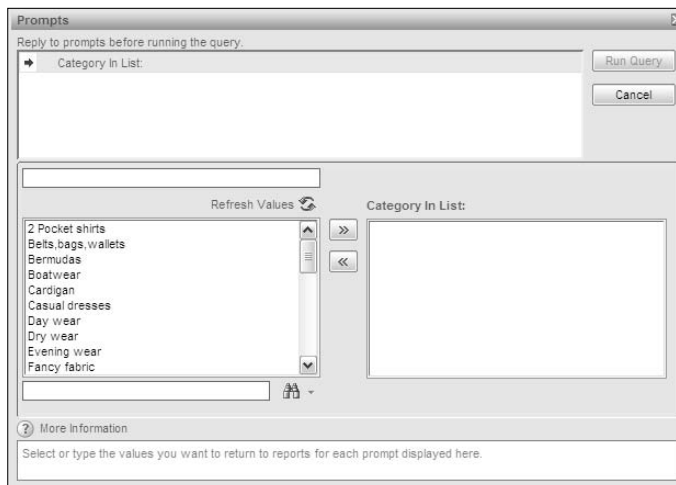 Prompts
Reply to prompts before running the query.
Category In List:
Run Query
Cancel
Refresh Values
Category In List:
2 Pocket shirts
Belts,bags,wallets
Bermudas
Boatwear
Cardigan
Casual dresses
Day wear
Dry wear
Evening wear
Fancy fabric
? More Information
Select or type the values you want to return to reports for each prompt displayed here.